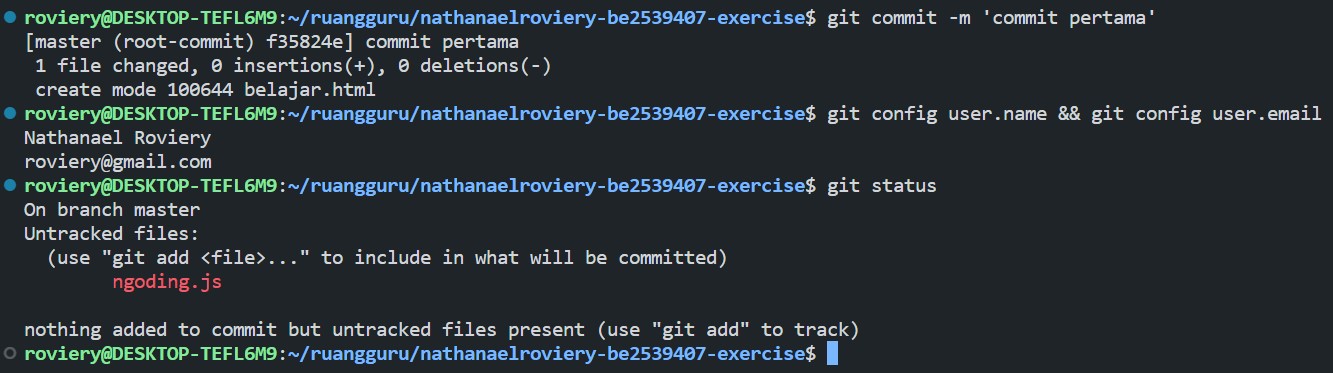 roviery@DESKTOP-TEFL6M9:~/ruangguru/nathanaelroviery-be2539407-exercise$ git commit -m 'commit pertama'
[master (root-commit) f35824e] commit pertama
 1 file changed, 0 insertions(+), 0 deletions(-)
 create mode 100644 belajar.html
roviery@DESKTOP-TEFL6M9:~/ruangguru/nathanaelroviery-be2539407-exercise$ git config user.name && git config user.email
Nathanael Roviery
roviery@gmail.com
roviery@DESKTOP-TEFL6M9:~/ruangguru/nathanaelroviery-be2539407-exercise$ git status
On branch master
Untracked files:
  (use "git add <file>..." to include in what will be committed)
        ngoding.js
nothing added to commit but untracked files present (use "git add" to track)
roviery@DESKTOP-TEFL6M9:~/ruangguru/nathanaelroviery-be2539407-exercise$